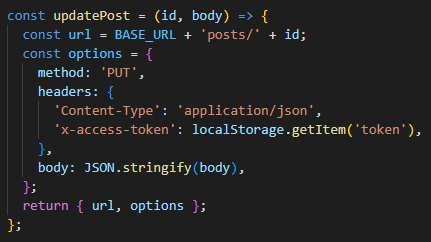 const updatePost = (id, body) => {
  const url = BASE_URL + 'posts/' + id;
  const options = {
    method: 'PUT',
    headers: {
      'Content-Type': 'application/json',
      'x-access-token': localStorage.getItem('token'),
    },
    body: JSON.stringify(body),
  };
  return { url, options };
};